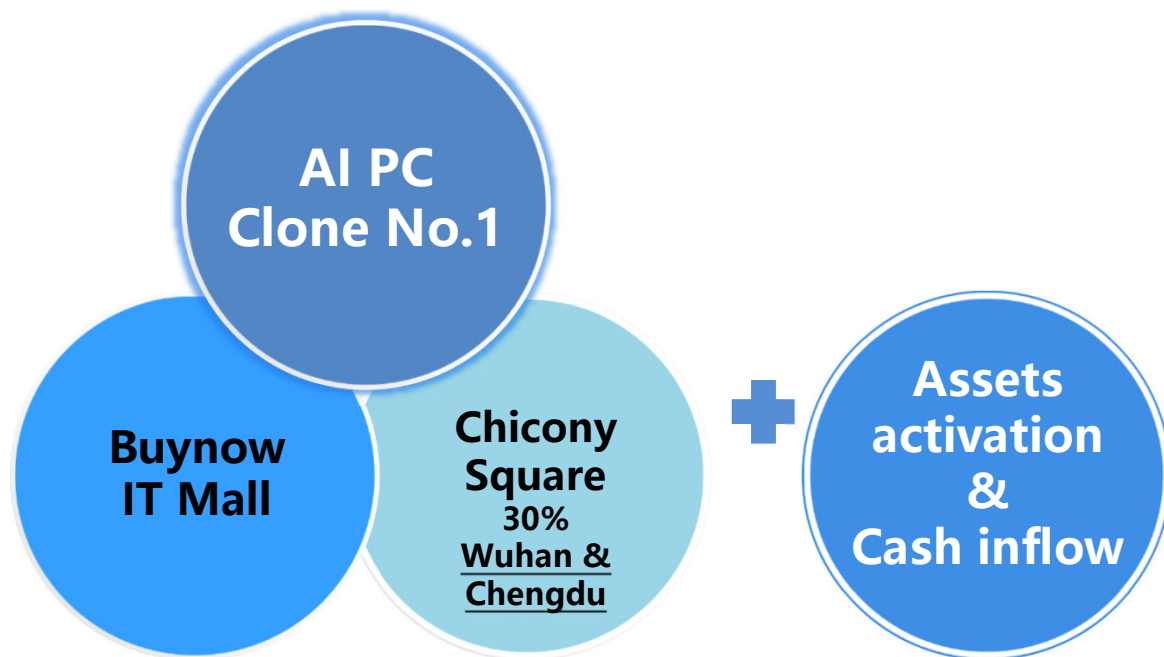 AI PC
Clone No.1
Buynow
IT Mall
Chicony
Square
30%
Wuhan &
Chengdu
Assets
activation
&
Cash inflow